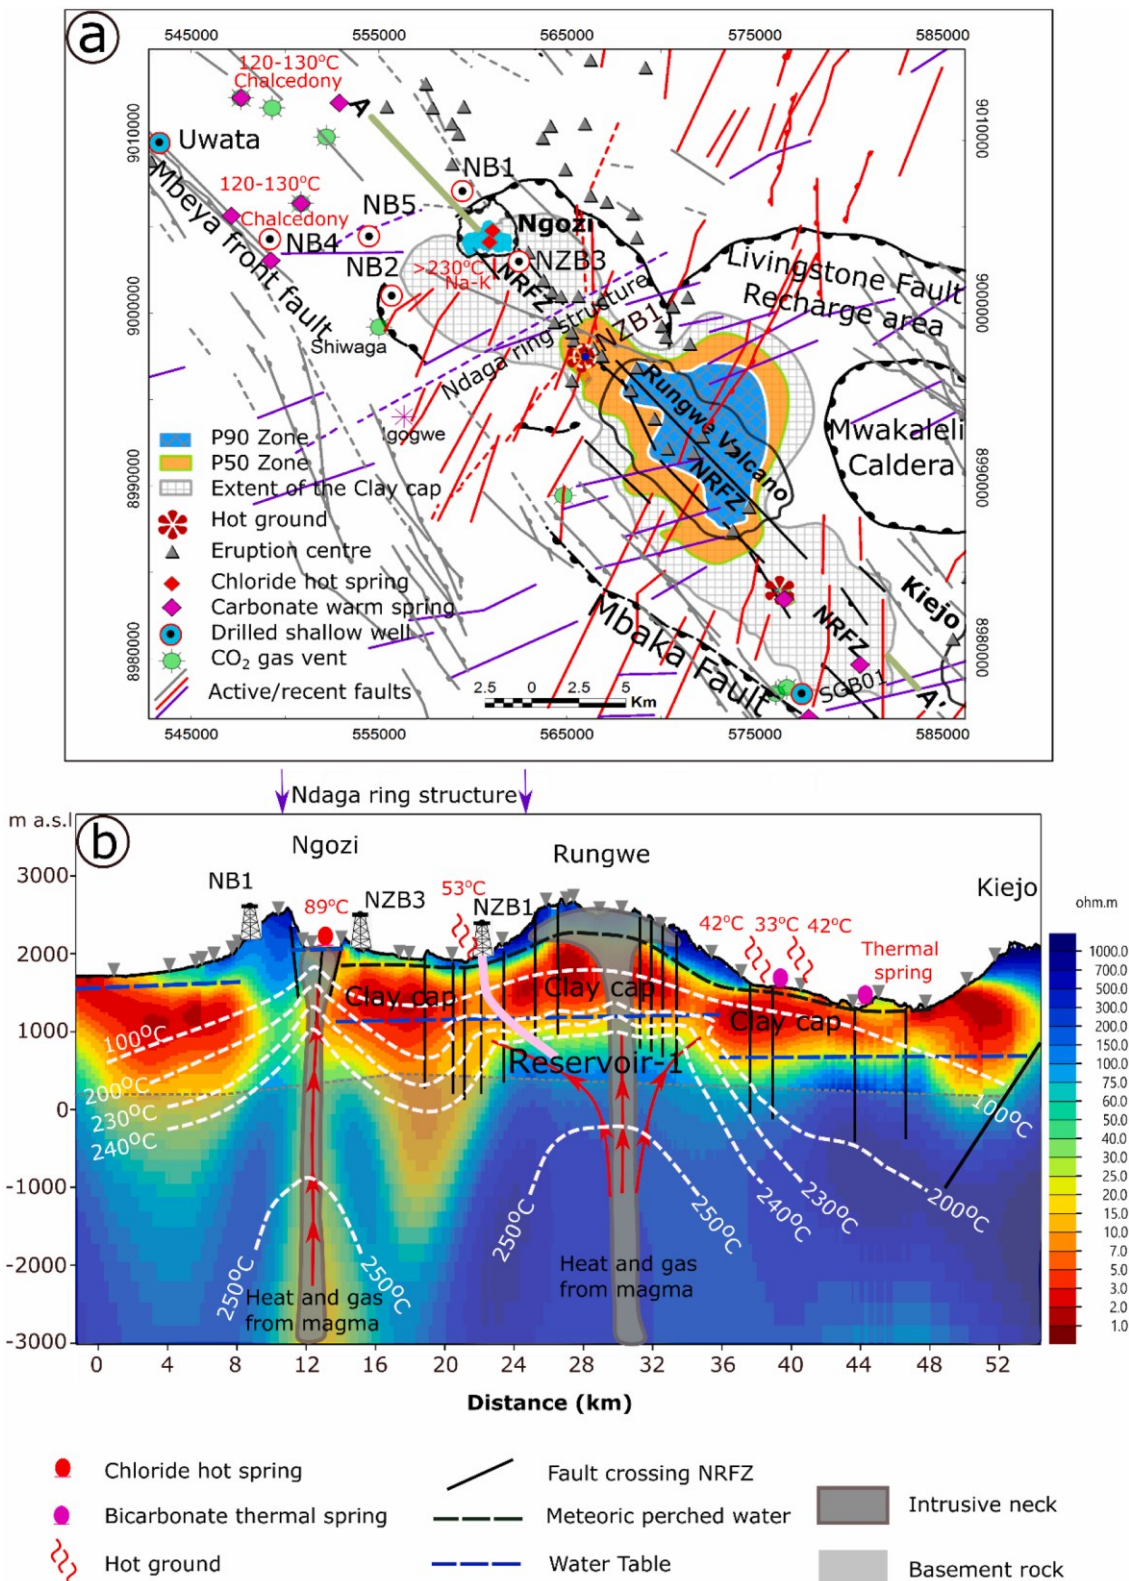 a
545000 555000 565000 575000 585000
120-130°C
Chalcedony
A
9010000
9010000
Uwata
NB1
Mbeya front fault
120-130°C
Chalcedony
NB5
NB4
Ngozi
NB2
NZB3
>230°C
Na-K
NRFZ
Livingstone Fault
Recharge area
9000000
9000000
Shiwaga
NZB1
Ndaga ring structure
Rungwe Valcano
Igogwe
Mwakaleli
Caldera
NRFZ
8990000
8990000
P90 Zone
P50 Zone
Extent of the Clay cap
Hot ground
Eruption centre
Chloride hot spring
Carbonate warm spring
Drilled shallow well
CO2 gas vent
Active/recent faults
Mbaka Fault
NRFZ
Kiejo
8980000
8980000
SGB01
A'
2.5 0 2.5 5
Km
545000 555000 565000 575000 585000
Ndaga ring structure
m a.s.l
b
Ngozi
Rungwe
Kiejo
NB1
NZB3
NZB1
89°C
53°C
42°C 33°C 42°C
Thermal
spring
ohm.m
3000
2000
1000
0
-1000
-2000
-3000
Clay cap
Clay cap
Clay cap
Reservoir-1
100°C
200°C
230°C
240°C
250°C
250°C
250°C
250°C
240°C
230°C
200°C
100°C
Heat and gas
from magma
Heat and gas
from magma
1000.0
700.0
500.0
300.0
200.0
150.0
100.0
75.0
50.0
40.0
30.0
20.0
15.0
10.0
7.0
5.0
3.0
2.0
1.0
0 4 8 12 16 20 24 28 32 36 40 44 48 52
Distance (km)
Chloride hot spring
Bicarbonate thermal spring
Hot ground
Fault crossing NRFZ
Meteoric perched water
Water Table
Intrusive neck
Basement rock